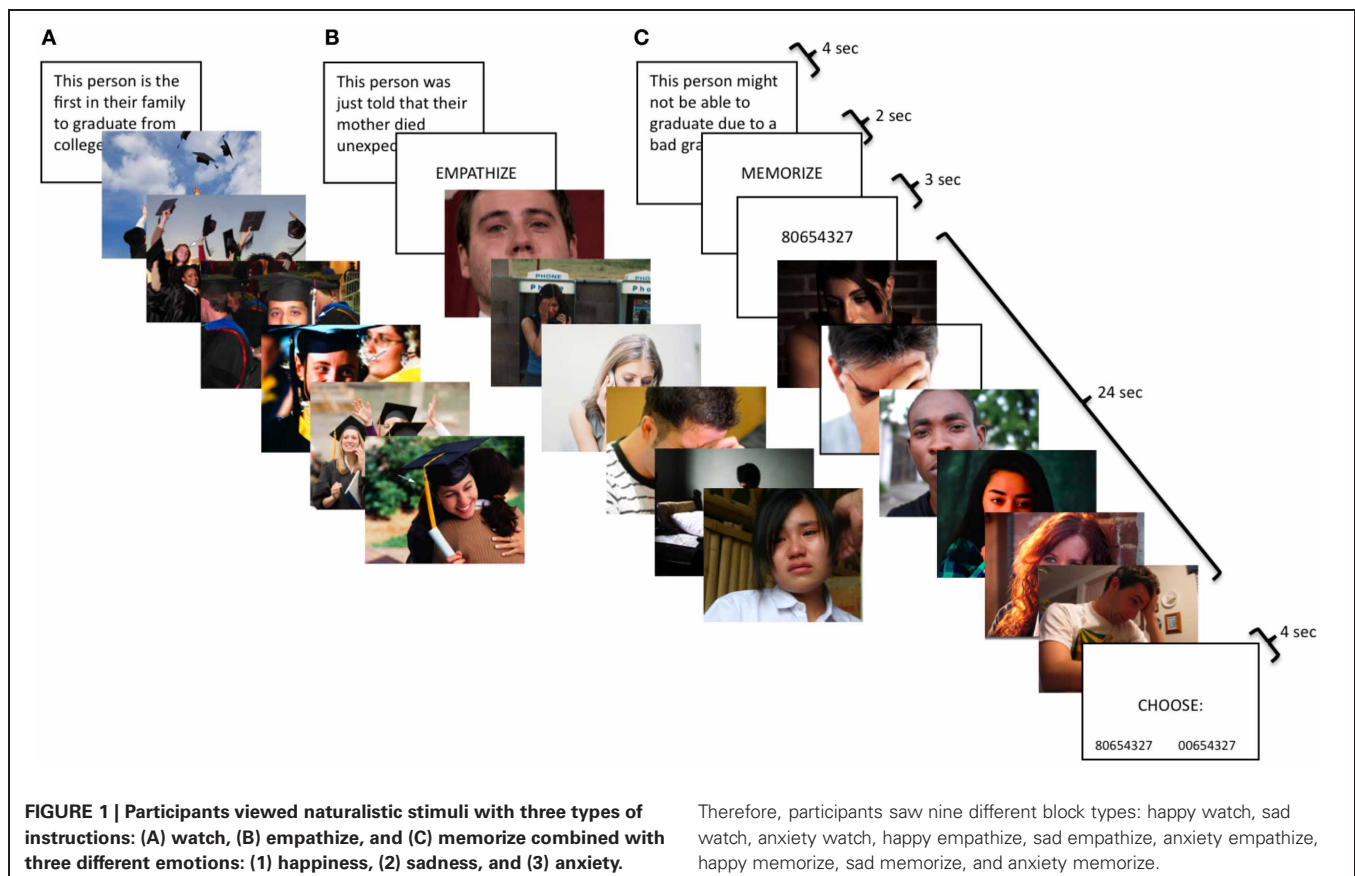 A
B
C
This person is the
first in their family
to graduate from
college
This person was
just told that their
mother died
unexpec
EMPATHIZE
This person might
not be able to
graduate due to a
bad gra
MEMORIZE
80654327
4 sec
2 sec
3 sec
24 sec
4 sec
PHONE
CHOOSE:
80654327 00654327
FIGURE 1 | Participants viewed naturalistic stimuli with three types of
instructions: (A) watch, (B) empathize, and (C) memorize combined with
three different emotions: (1) happiness, (2) sadness, and (3) anxiety.
Therefore, participants saw nine different block types: happy watch, sad
watch, anxiety watch, happy empathize, sad empathize, anxiety empathize,
happy memorize, sad memorize, and anxiety memorize.